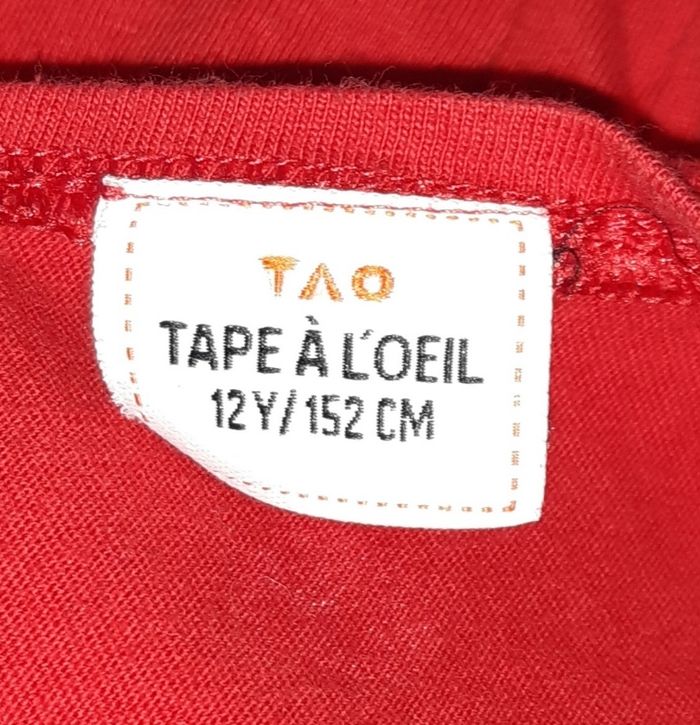 TAO
TAPE À L'OEIL
12Y/152 CM